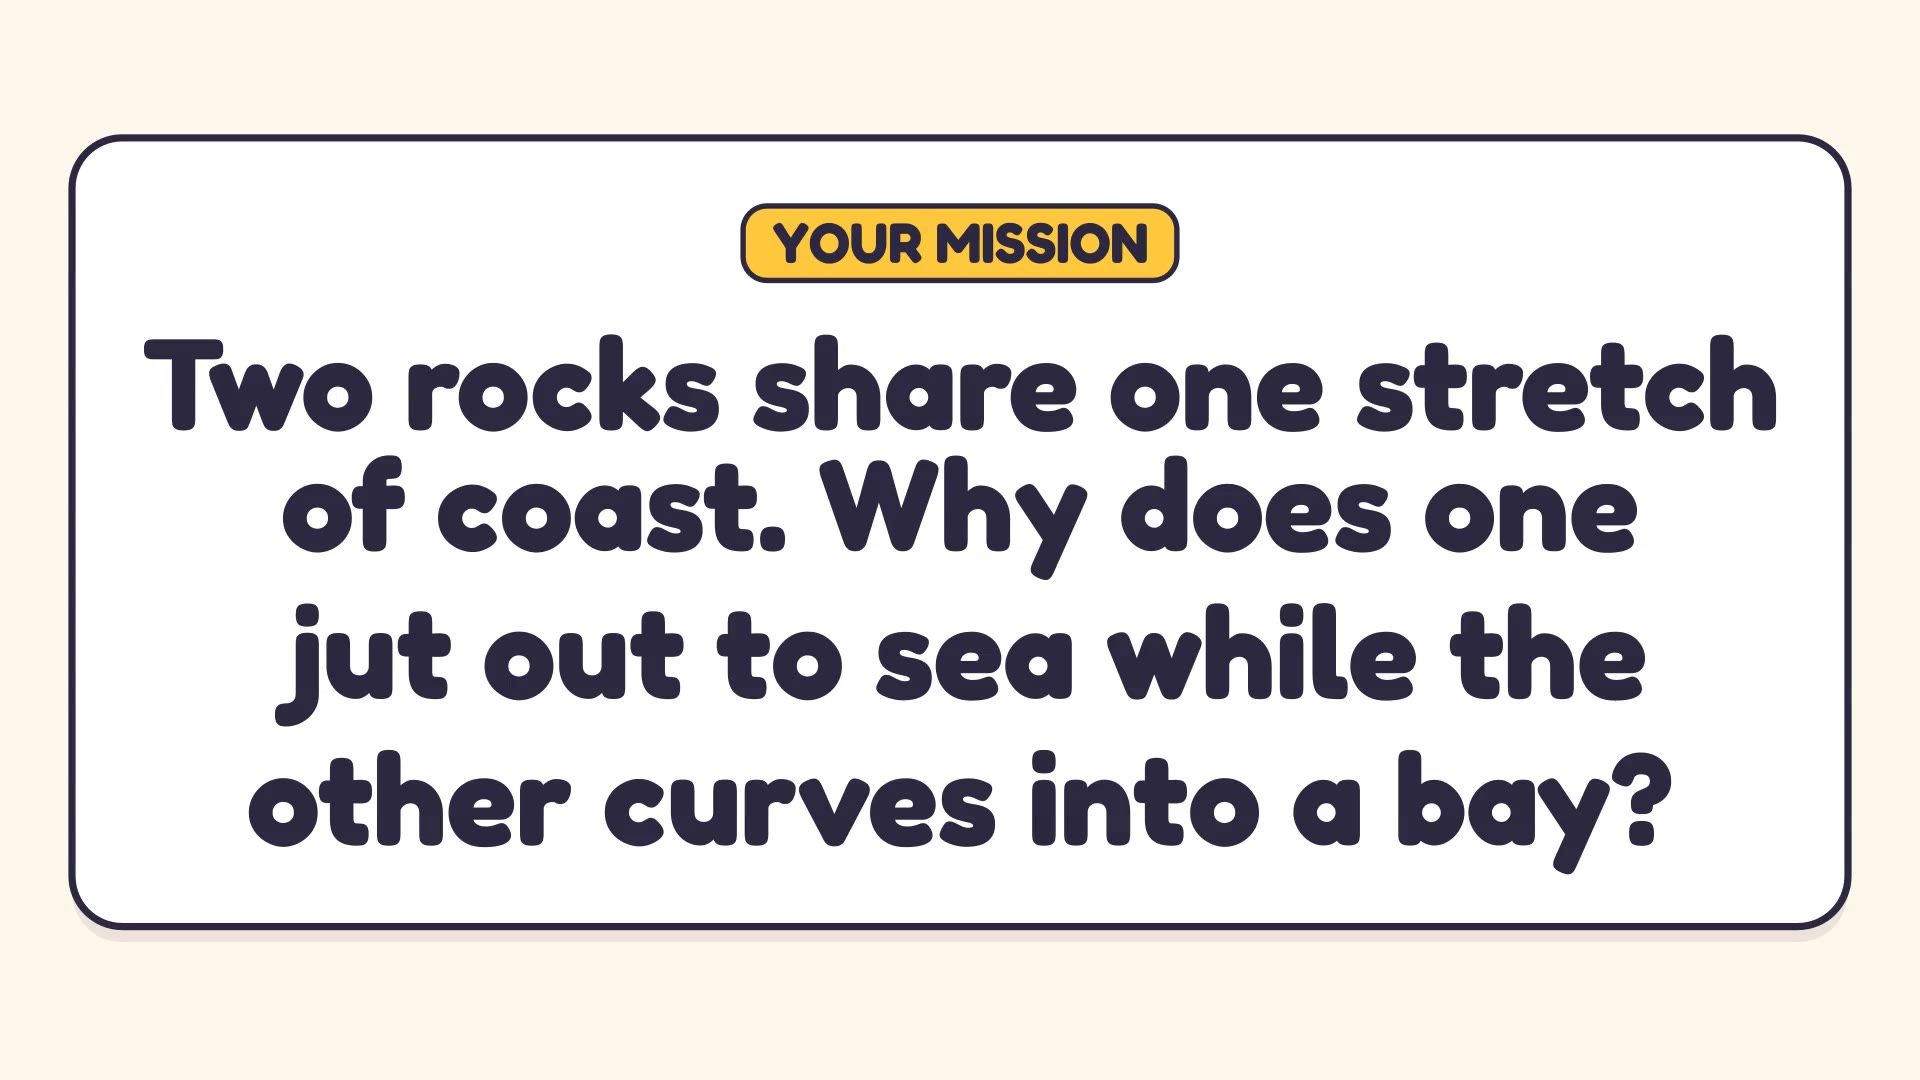 YOUR MISSION
Two rocks share one stretch
of coast. Why does one
jut out to sea while the
other curves into a bay?